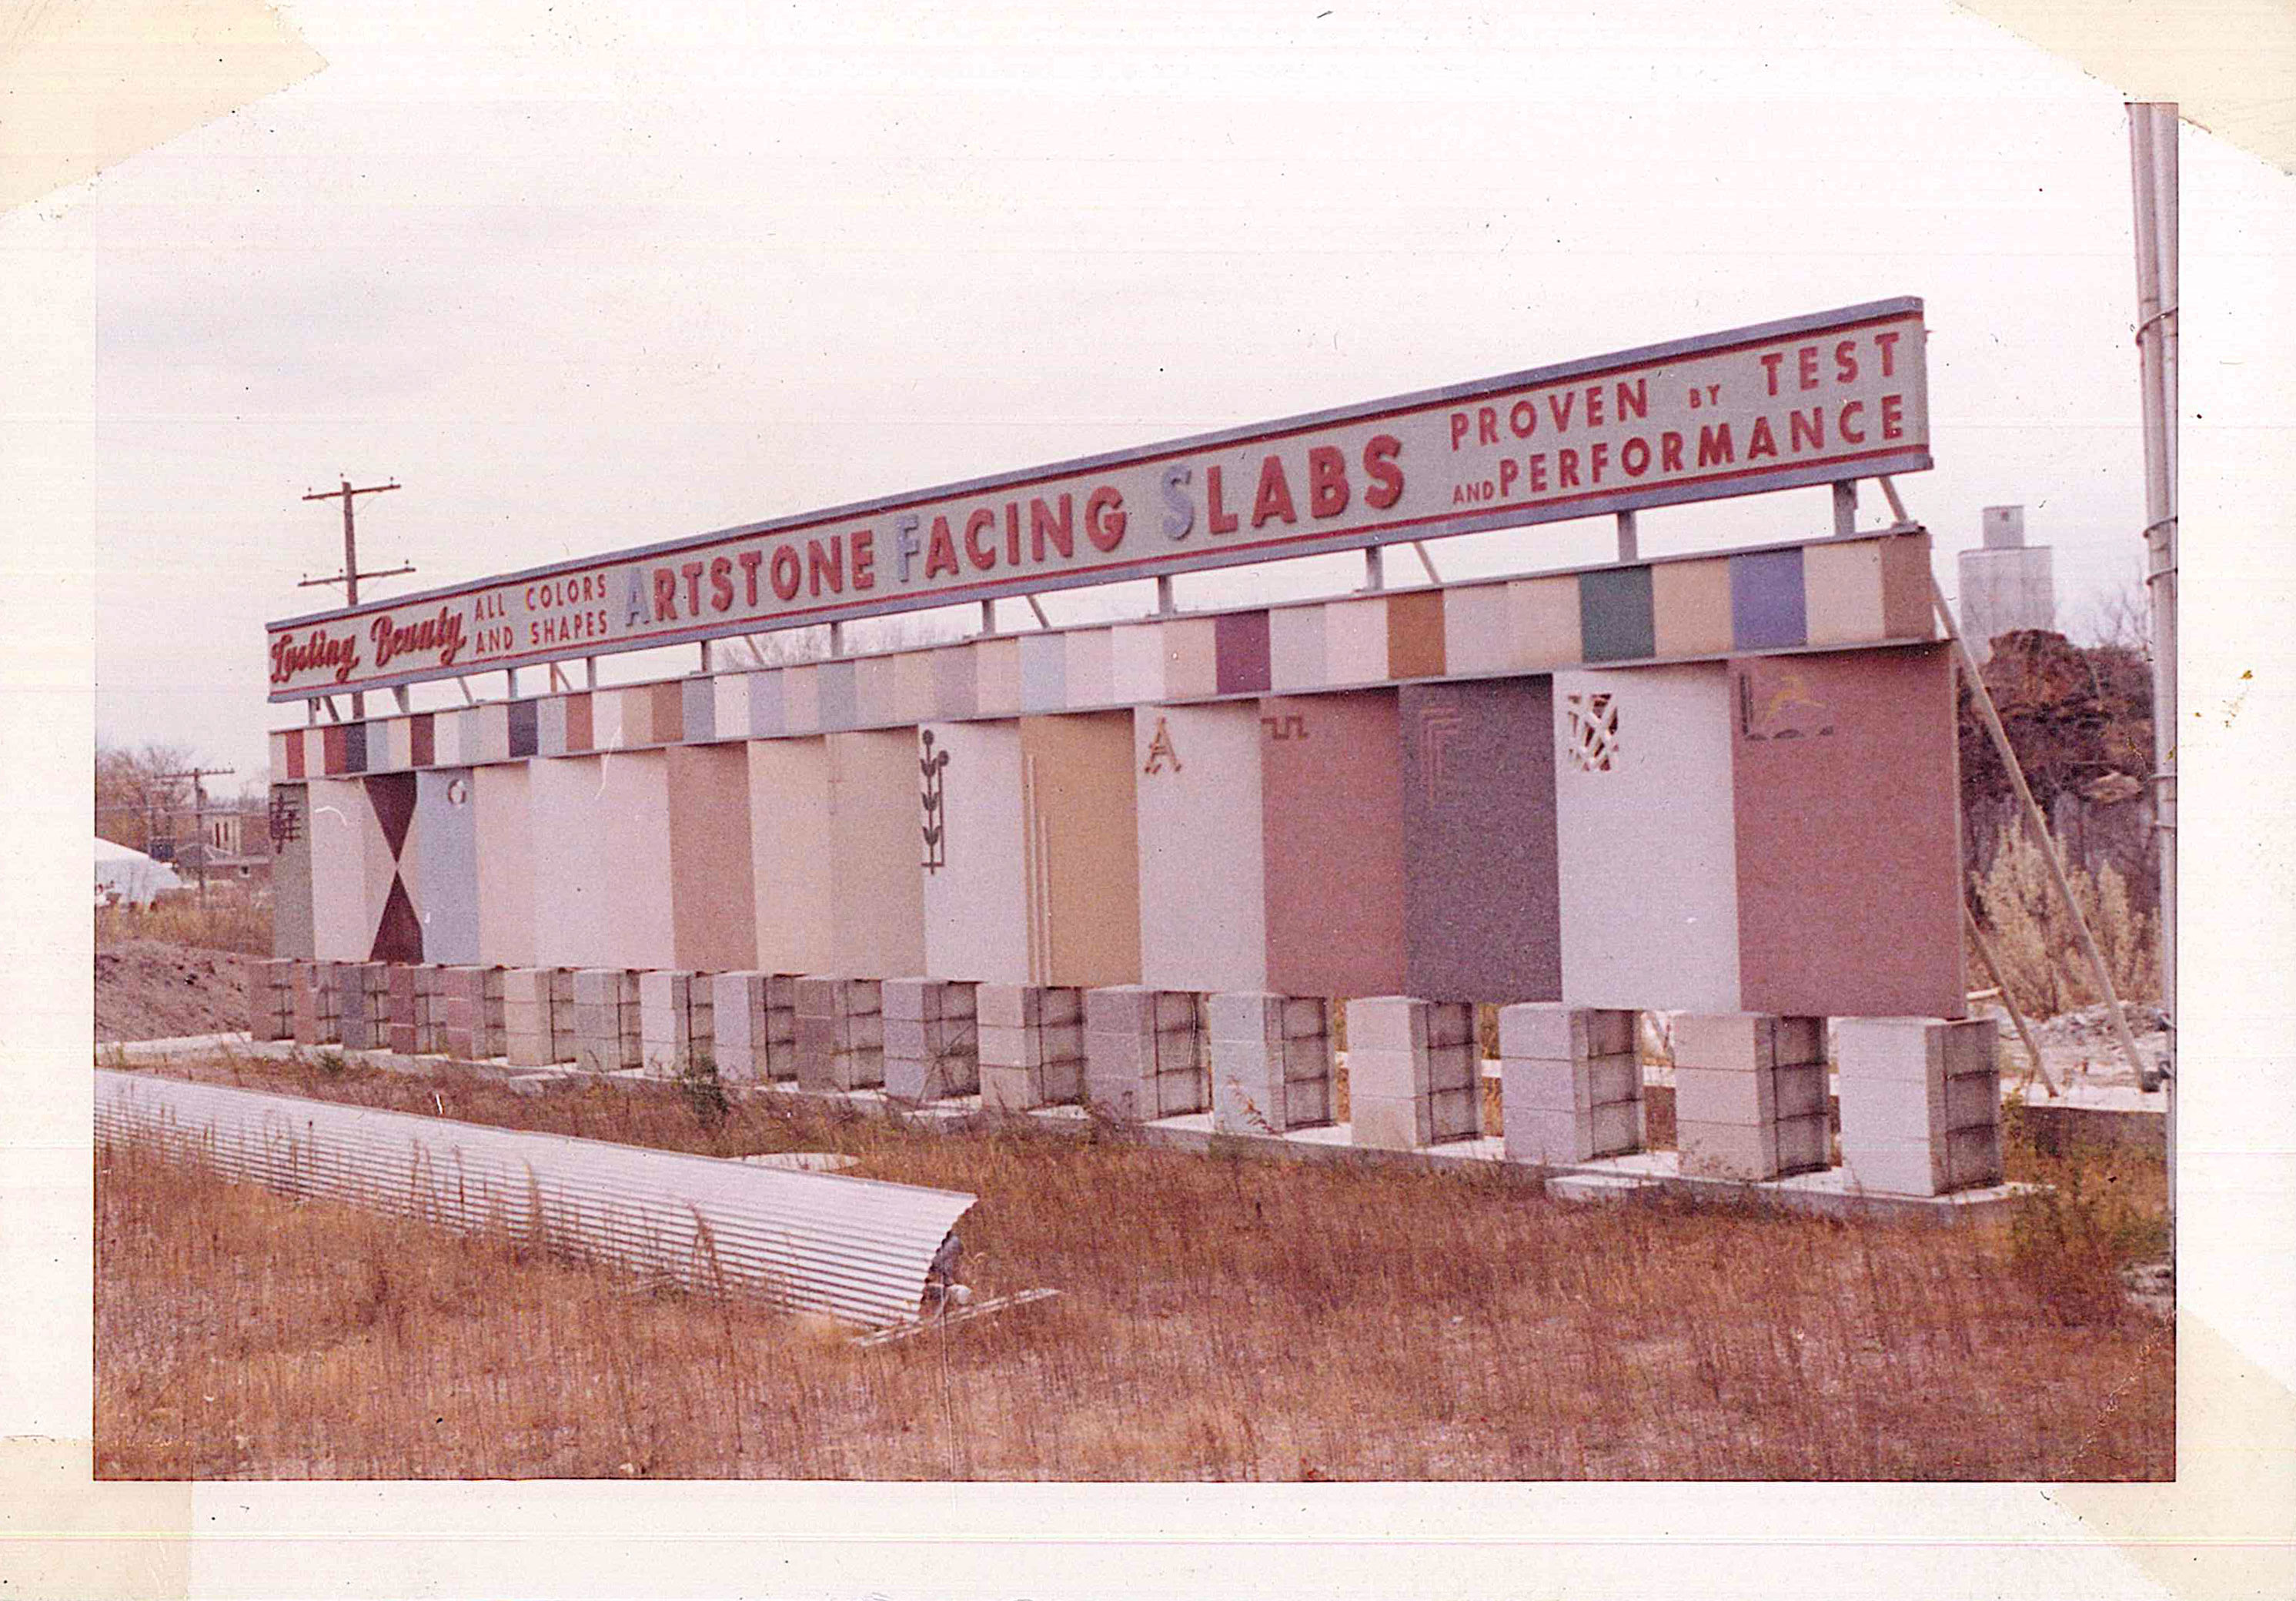 Lasting Beauty
ALL COLORS
AND SHAPES
ARTSTONE FACING SLABS
PROVEN BY TEST
AND PERFORMANCE
A